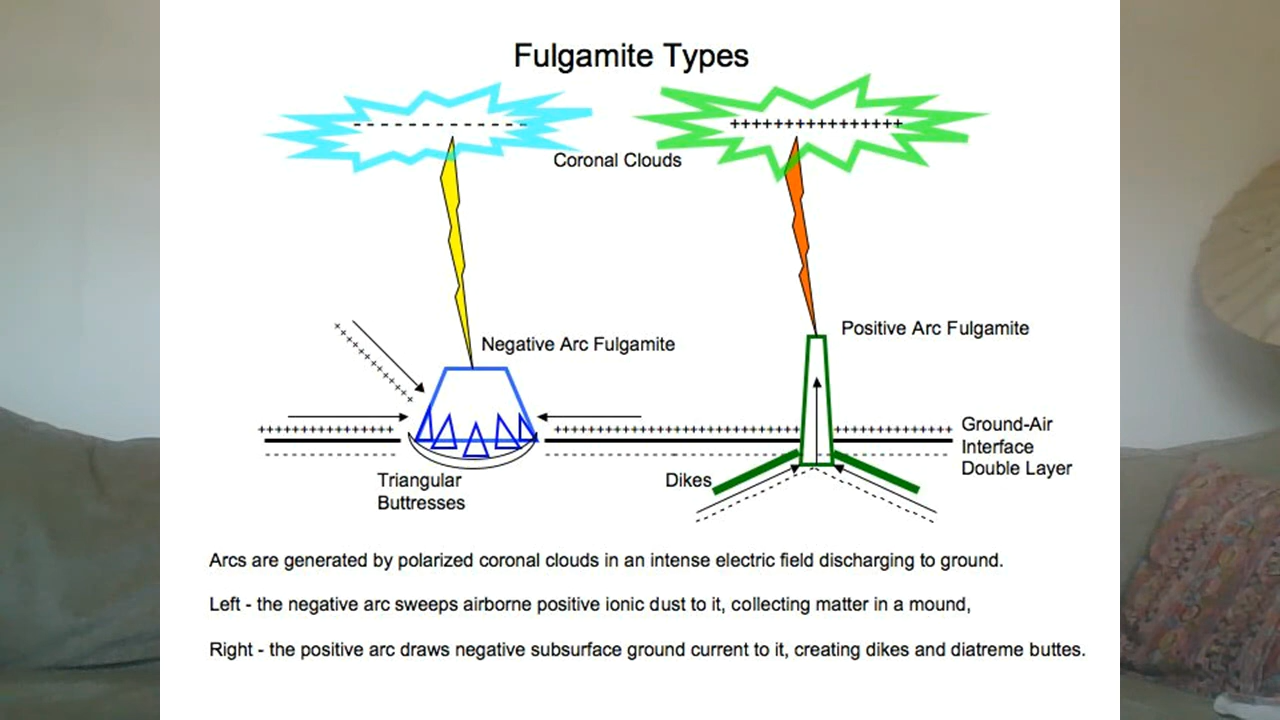 Fulgamite Types
- - - - - - - - - - - - - - - -
++++++++++++++++
Coronal Clouds
Positive Arc Fulgamite
Negative Arc Fulgamite
Ground-Air
Interface
Double Layer
Triangular
Buttresses
Dikes
Arcs are generated by polarized coronal clouds in an intense electric field discharging to ground.
Left - the negative arc sweeps airborne positive ionic dust to it, collecting matter in a mound,
Right - the positive arc draws negative subsurface ground current to it, creating dikes and diatreme buttes.